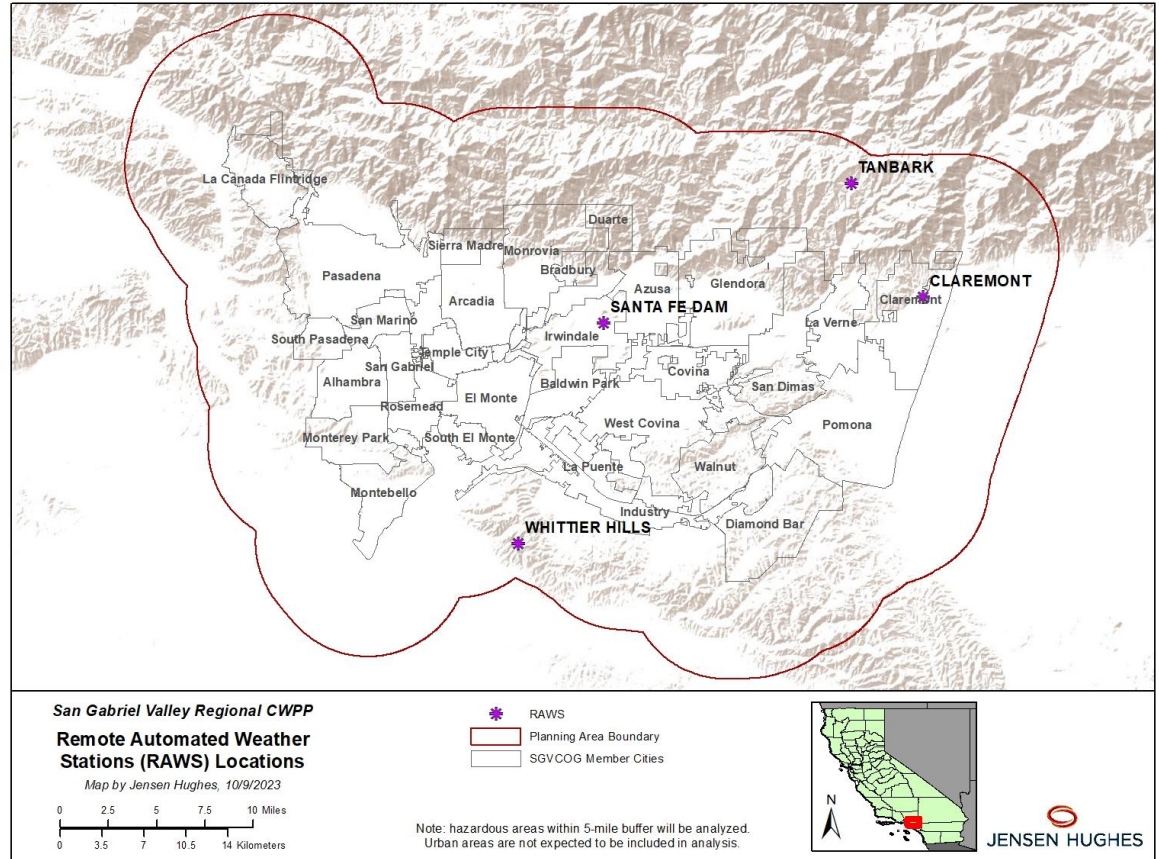 TANBARK
La Canada Flintridge
Duarte
Sierra Madre
Monrovia
Bradbury
Pasadena
Azusa
Glendora
CLAREMONT
Claremont
Arcadia
SANTA FE DAM
San Marino
La Verne
Irwindale
South Pasadena
Temple City
San Gabriel
Covina
Alhambra
Baldwin Park
San Dimas
El Monte
Rosemead
West Covina
Pomona
Monterey Park
South El Monte
La Puente
Walnut
Montebello
Industry
Diamond Bar
WHITTIER HILLS
San Gabriel Valley Regional CWPP
Remote Automated Weather
Stations (RAWS) Locations
Map by Jensen Hughes, 10/9/2023
0 2.5 5 7.5 10 Miles
0 3.5 7 10.5 14 Kilometers
RAWS
Planning Area Boundary
SGVCOG Member Cities
Note: hazardous areas within 5-mile buffer will be analyzed.
Urban areas are not expected to be included in analysis.
N
JENSEN HUGHES